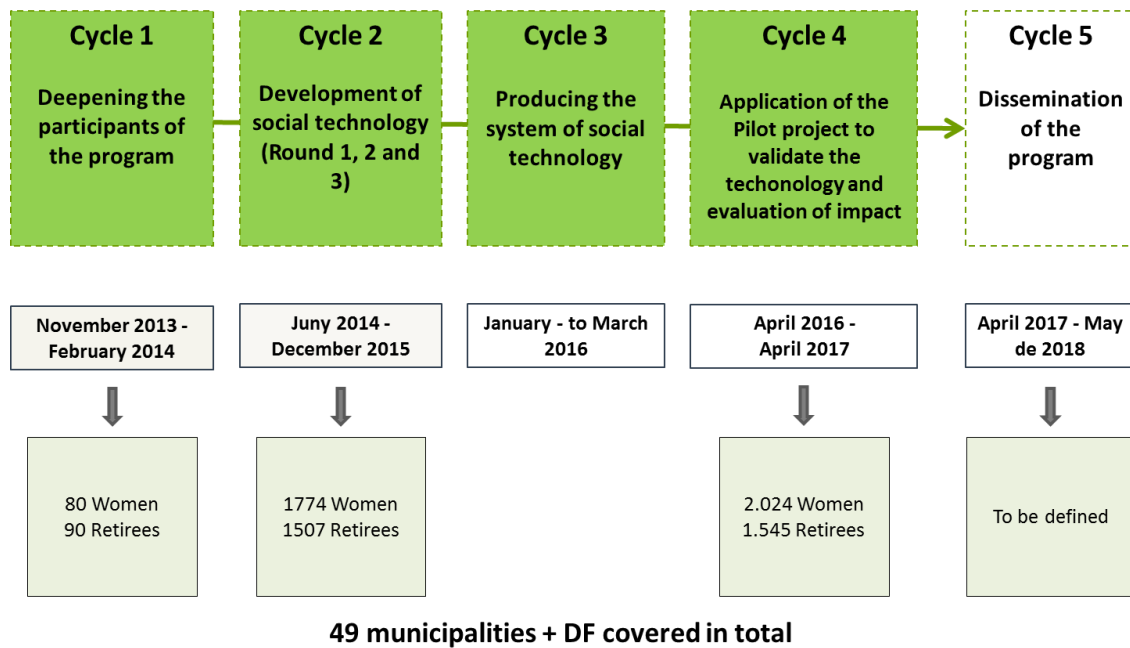 Cycle 1
Deepening the
participants of
the program
Cycle 2
Development of
social technology
(Round 1, 2 and
3)
Cycle 3
Producing the
system of social
technology
Cycle 4
Application of the
Pilot project to
validate the
techonology and
evaluation of impact
Cycle 5
Dissemination
of the
program
November 2013 -
February 2014
Juny 2014 -
December 2015
January - to March
2016
April 2016 -
April 2017
April 2017 - May
de 2018
80 Women
90 Retirees
1774 Women
1507 Retirees
2.024 Women
1.545 Retirees
To be defined
49 municipalities + DF covered in total